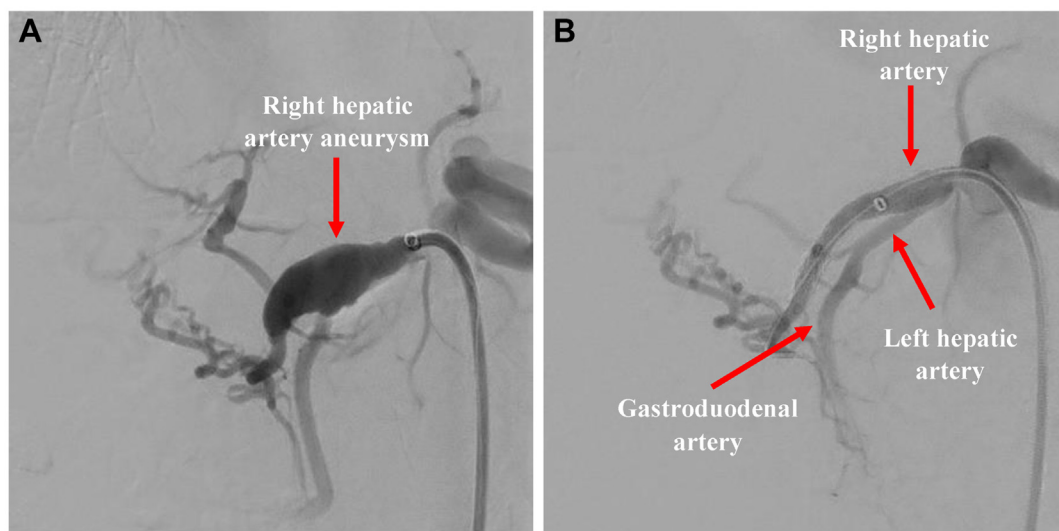 A
Right hepatic
artery aneurysm
B
Right hepatic
artery
Left hepatic
artery
Gastroduodenal
artery